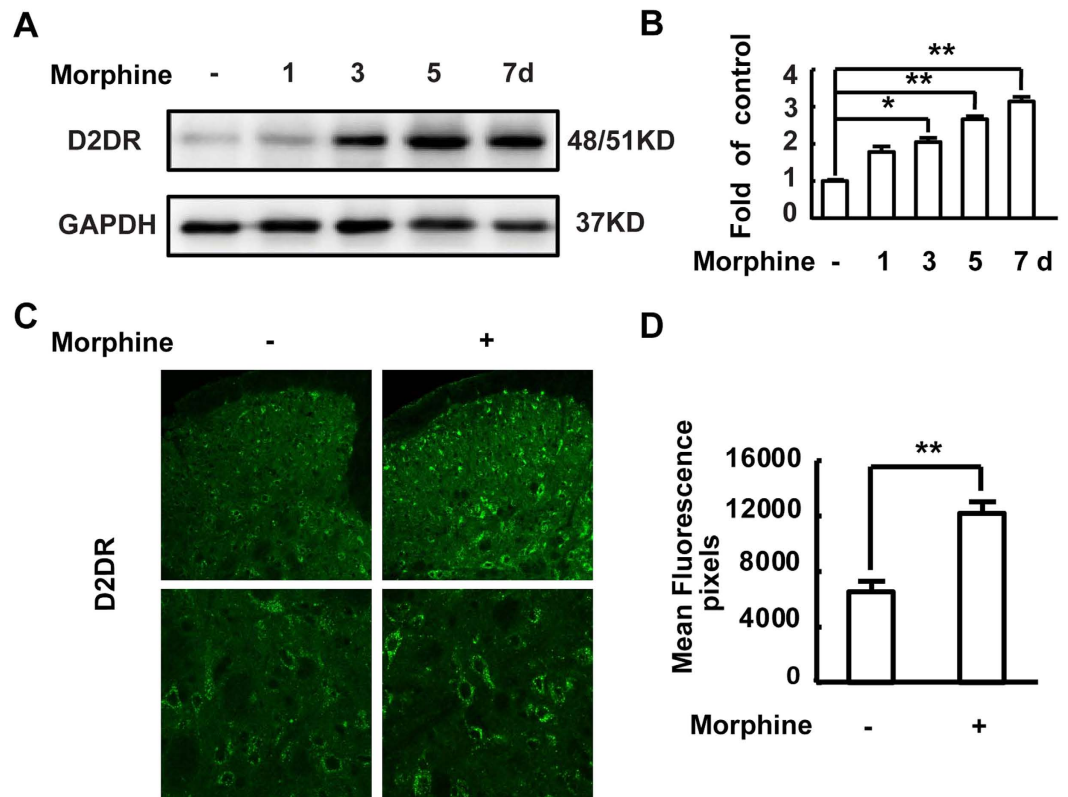 A
Morphine - 1 3 5 7d
D2DR 48/51KD
GAPDH 37KD
B
Fold of control
4
3
2
1
0
**
**
*
Morphine - 1 3 5 7 d
C
Morphine - +
D2DR
D
Mean Fluorescence
pixels
16000
12000
8000
4000
0
**
Morphine - +